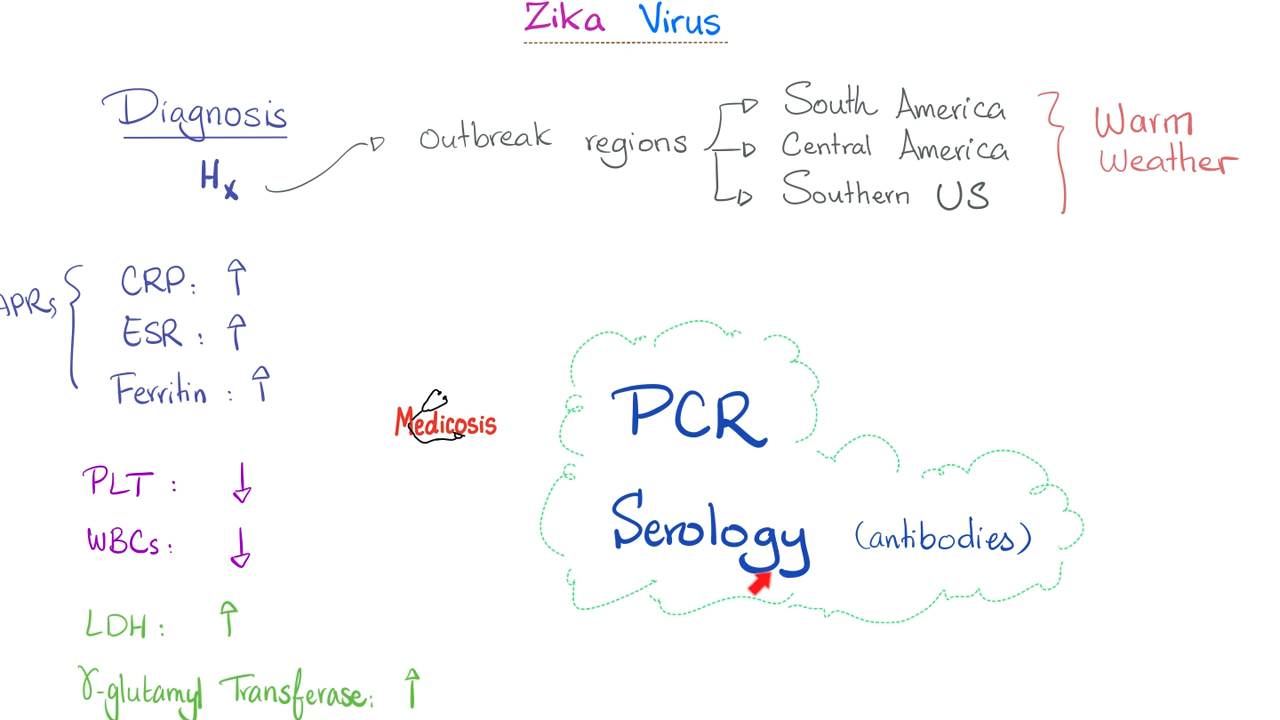 Zika Virus
Diagnosis
Hx
Outbreak regions
South America
Central America
Southern US
Warm
Weather
APRs
CRP: ↑
ESR: ↑
Ferritin: ↑
Medicosis
PCR
Serology (antibodies)
PLT: ↓
WBCs: ↓
LDH: ↑
γ-glutamyl Transferase: ↑